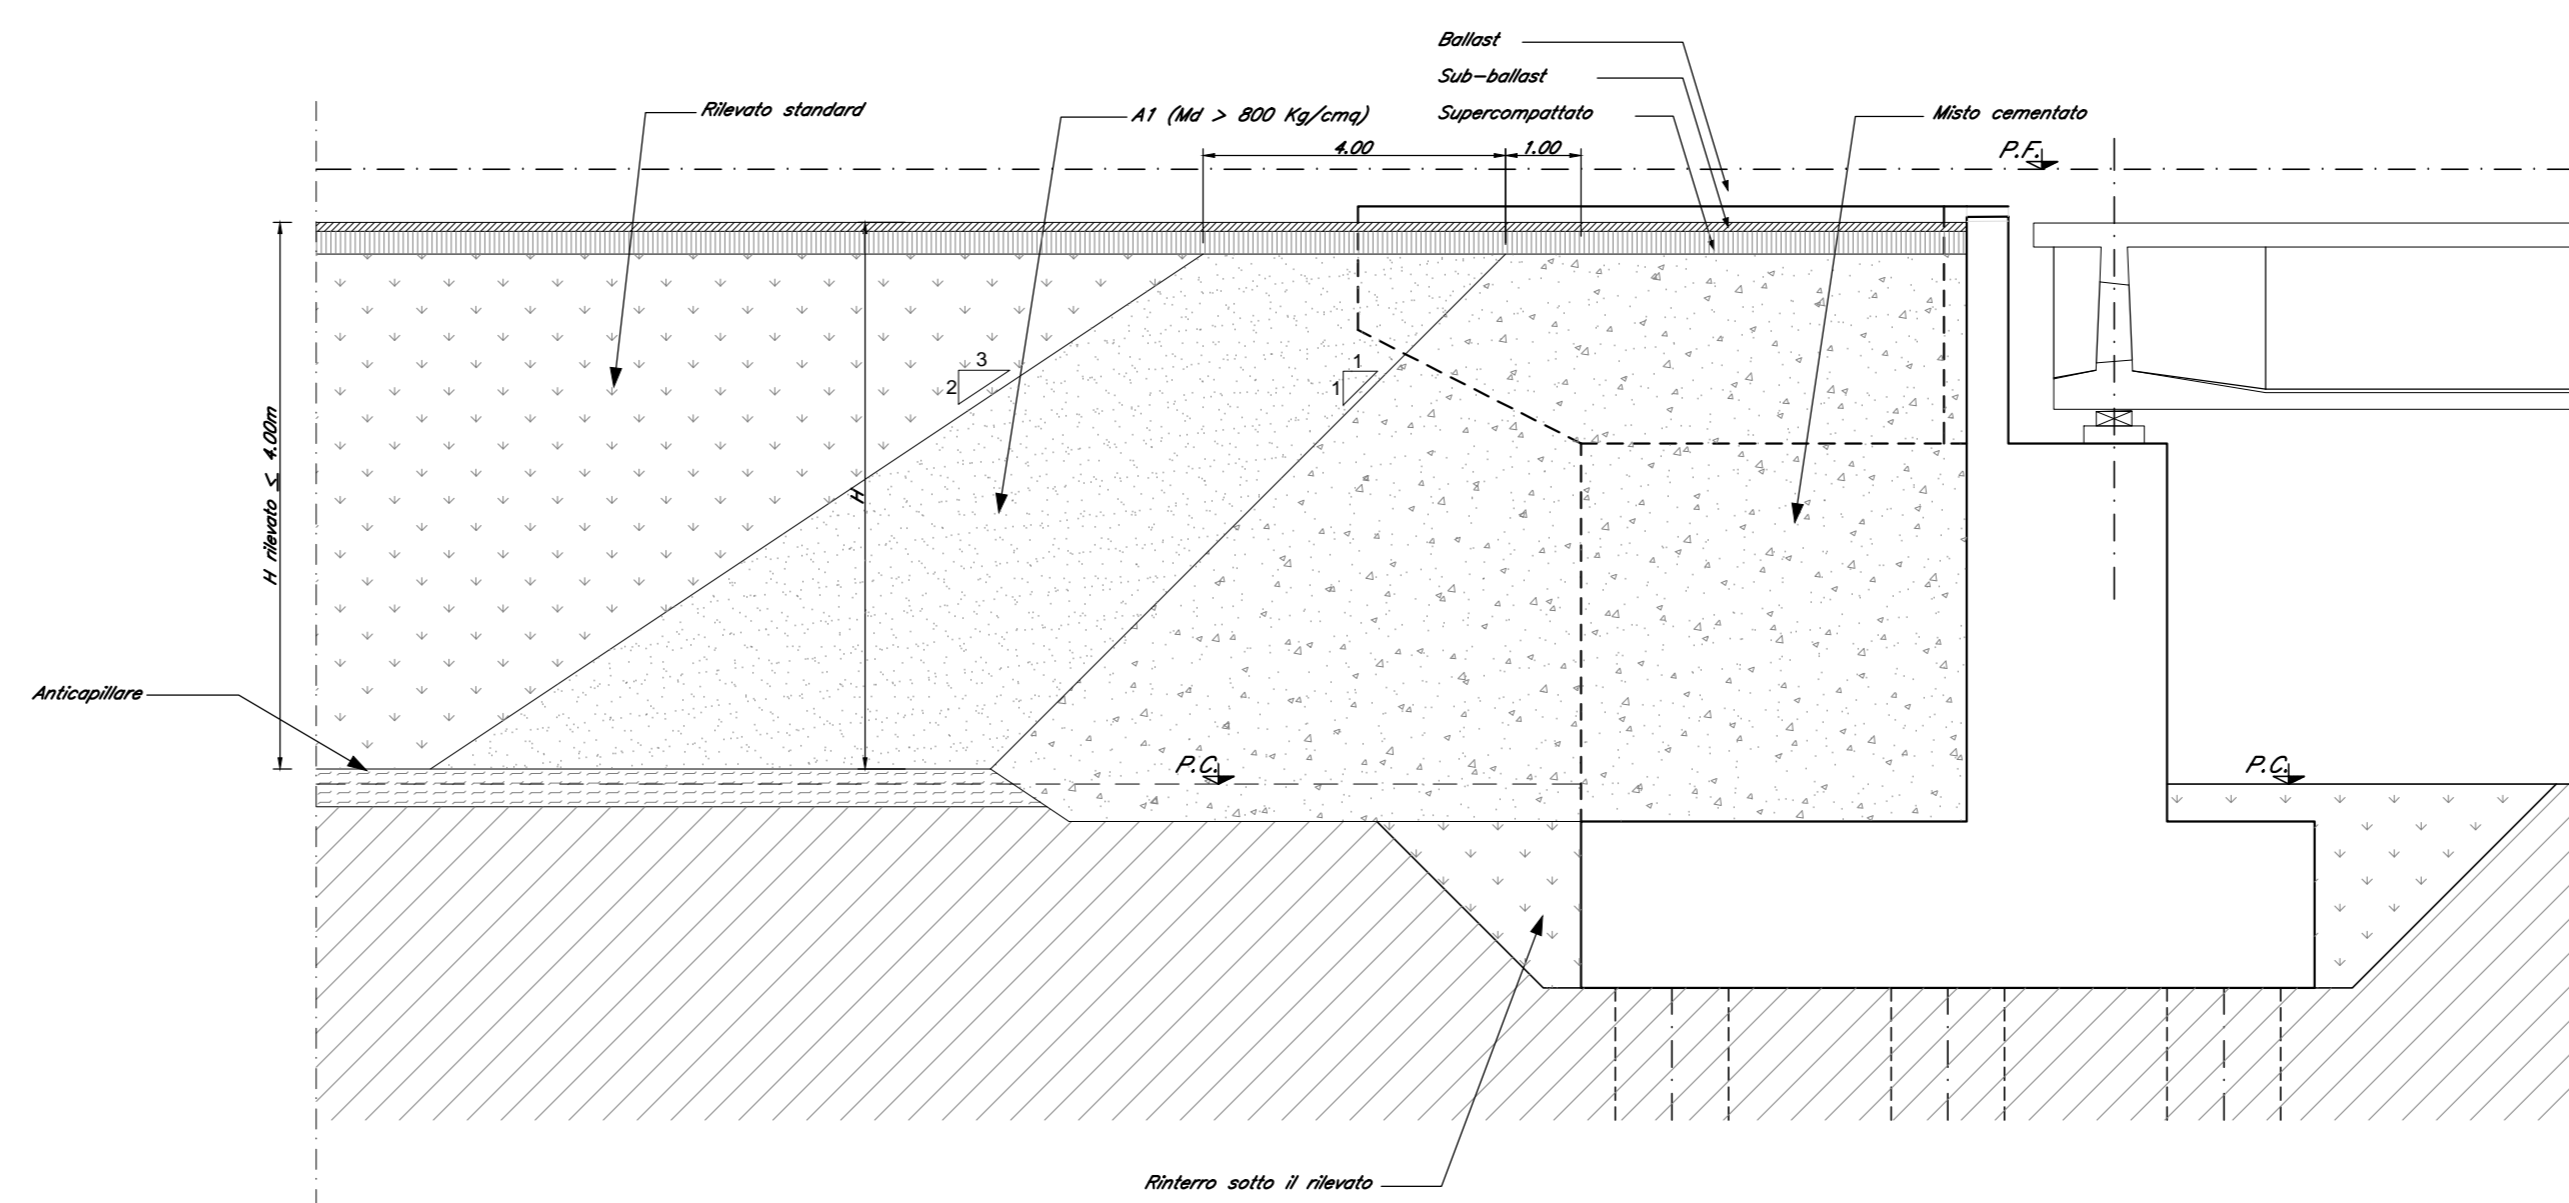 Ballast
Sub-ballast
Supercompattato
Rilevato standard
A1 (Md > 800 Kg/cmq)
Misto cementato
4.00
1.00
P.F.
3
2
1
1
H rilevato ≤ 4.00m
H
Anticapillare
P.C.
P.C.
Rinterro sotto il rilevato